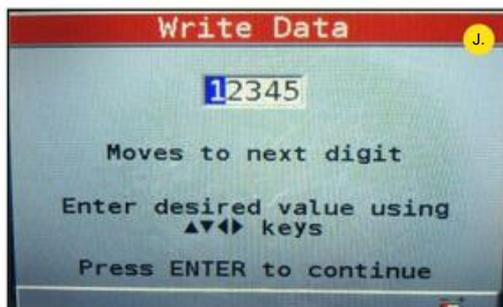 Write Data
J.
12345
Moves to next digit
Enter desired value using
▲▼◀▶ keys
Press ENTER to continue